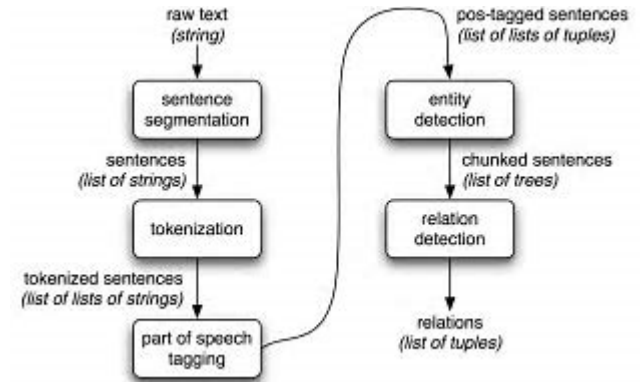 raw text
(string)
sentence
segmentation
sentences
(list of strings)
tokenization
tokenized sentences
(list of lists of strings)
part of speech
tagging
pos-tagged sentences
(list of lists of tuples)
entity
detection
chunked sentences
(list of trees)
relation
detection
relations
(list of tuples)